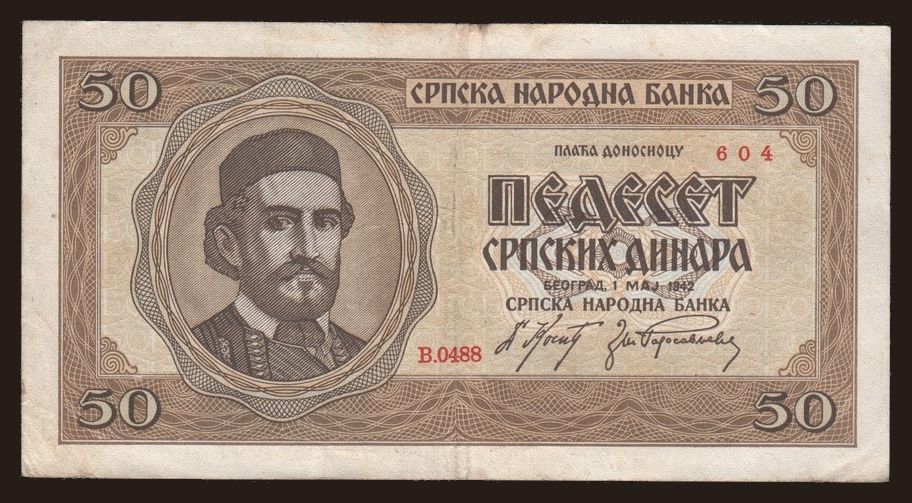 50
СРПСКА НАРОДНА БАНКА
50
ПЛАЋА ДОНОСИОЦУ 604
ПЕДЕСЕТ
СРПСКИХ ДИНАРА
БЕОГРАД, 1 МАЈ 1942
СРПСКА НАРОДНА БАНКА
В.0488
50
50